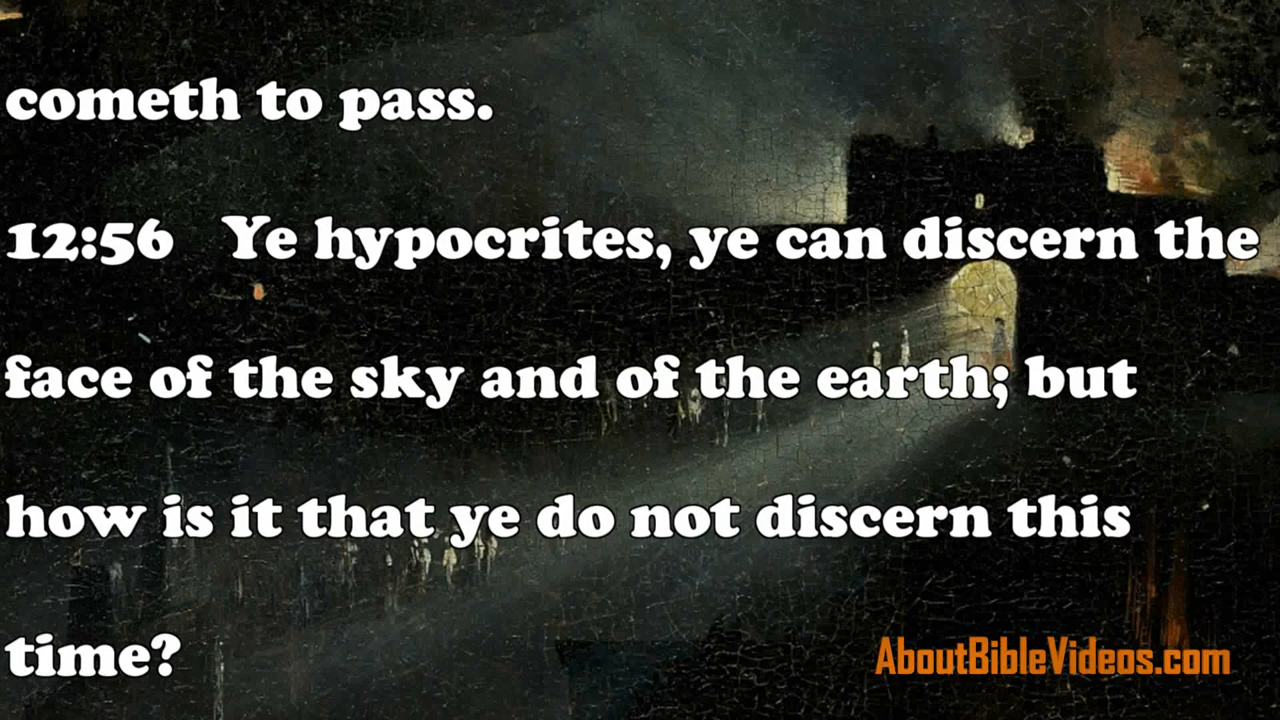 cometh to pass.
12:56 Ye hypocrites, ye can discern the
face of the sky and of the earth; but
how is it that ye do not discern this
time?
AboutBibleVideos.com